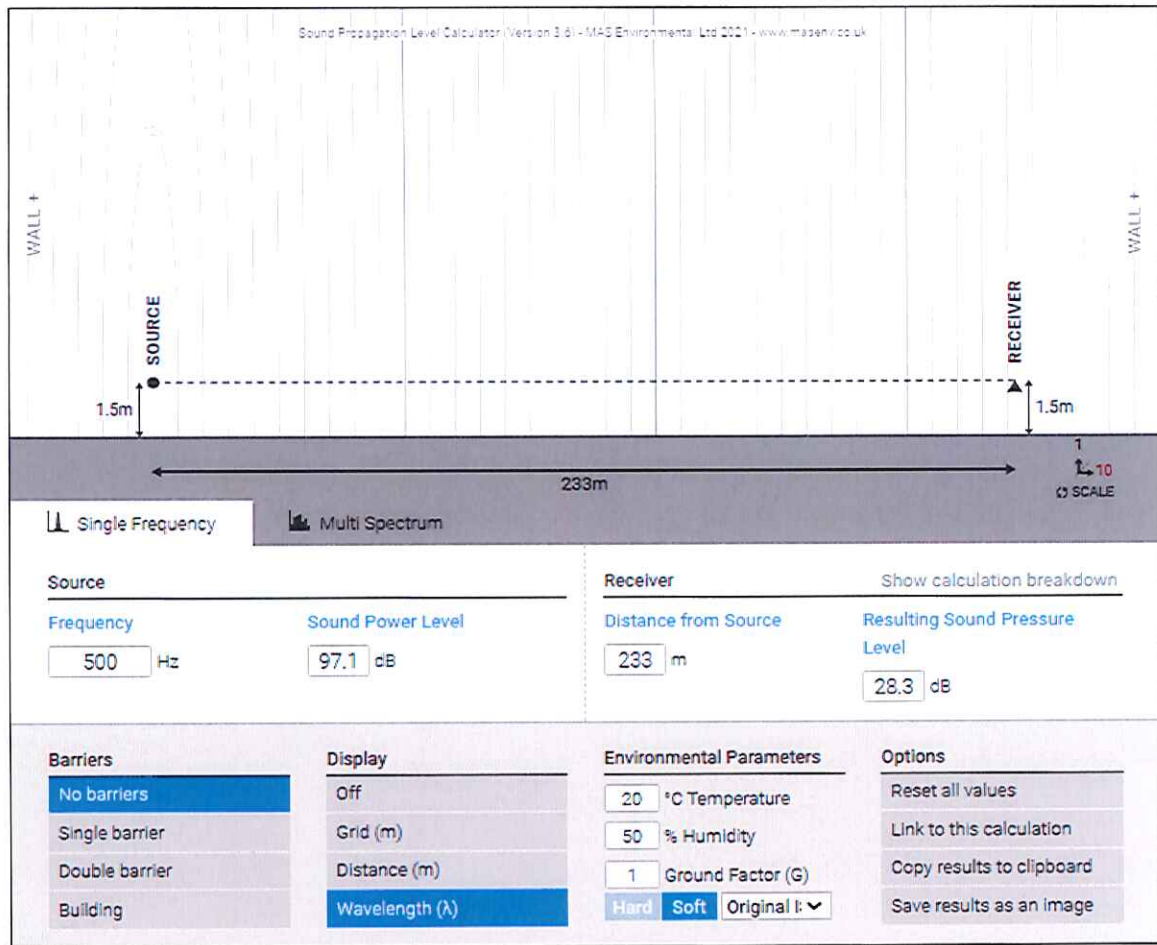 Sound Propagation Level Calculator (Version 3.6) - MAS Environmental Ltd 2021 - www.masenv.co.uk
WALL +
WALL +
SOURCE
RECEIVER
1.5m
1.5m
233m
1
10
SCALE
Single Frequency
Multi Spectrum
Source
Frequency
Sound Power Level
500 Hz
97.1 dB
Receiver
Show calculation breakdown
Distance from Source
Resulting Sound Pressure
Level
233 m
28.3 dB
Barriers
No barriers
Single barrier
Double barrier
Building
Display
Off
Grid (m)
Distance (m)
Wavelength (λ)
Environmental Parameters
20 °C Temperature
50 % Humidity
1 Ground Factor (G)
Hard Soft Original
Options
Reset all values
Link to this calculation
Copy results to clipboard
Save results as an image